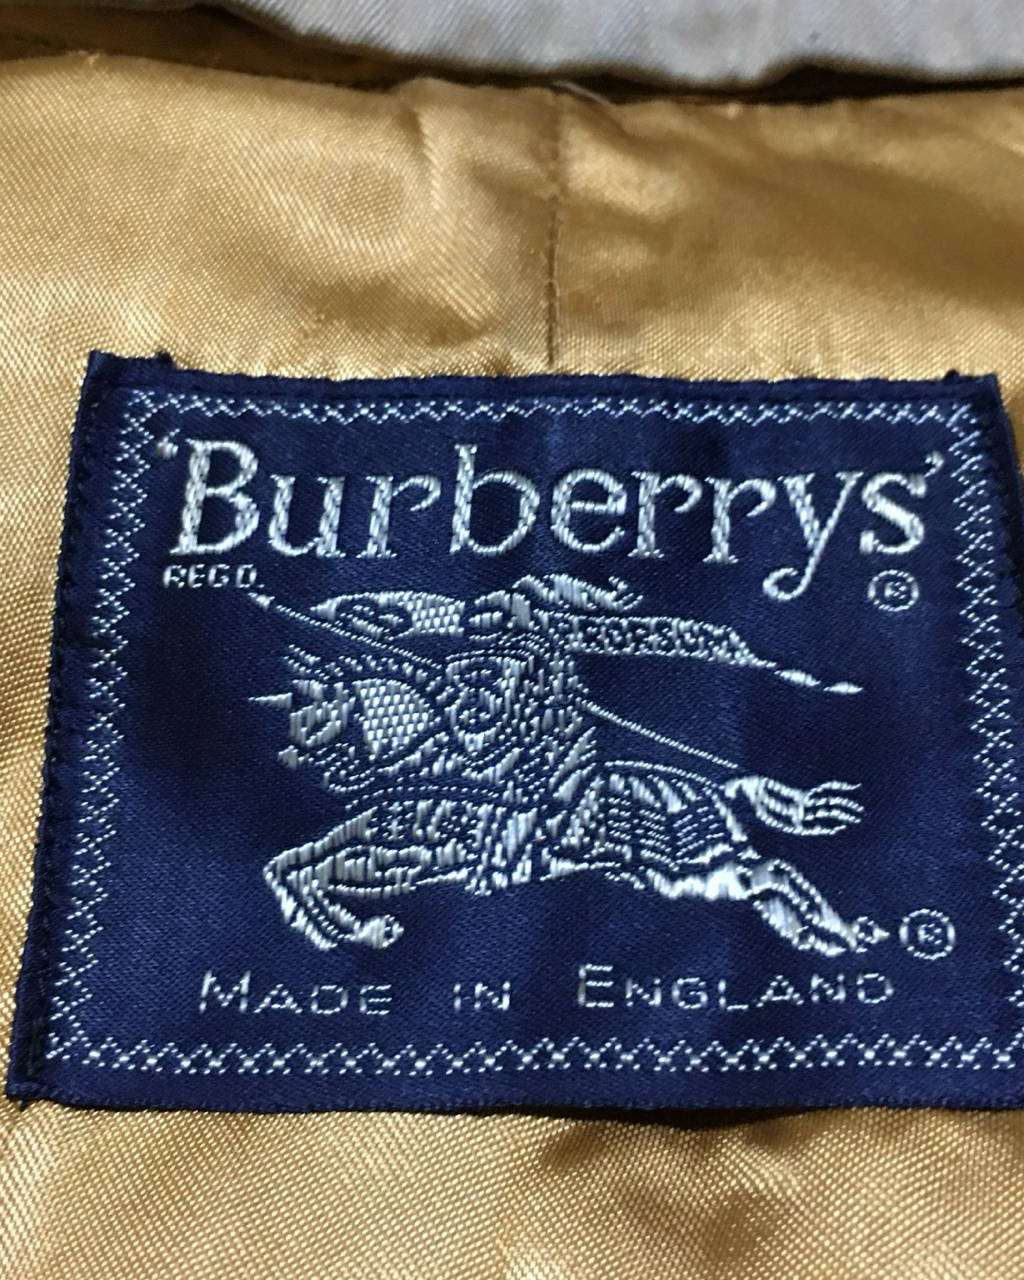 'Burberrys'
REGD.
®
PRORSUM
®
MADE IN ENGLAND